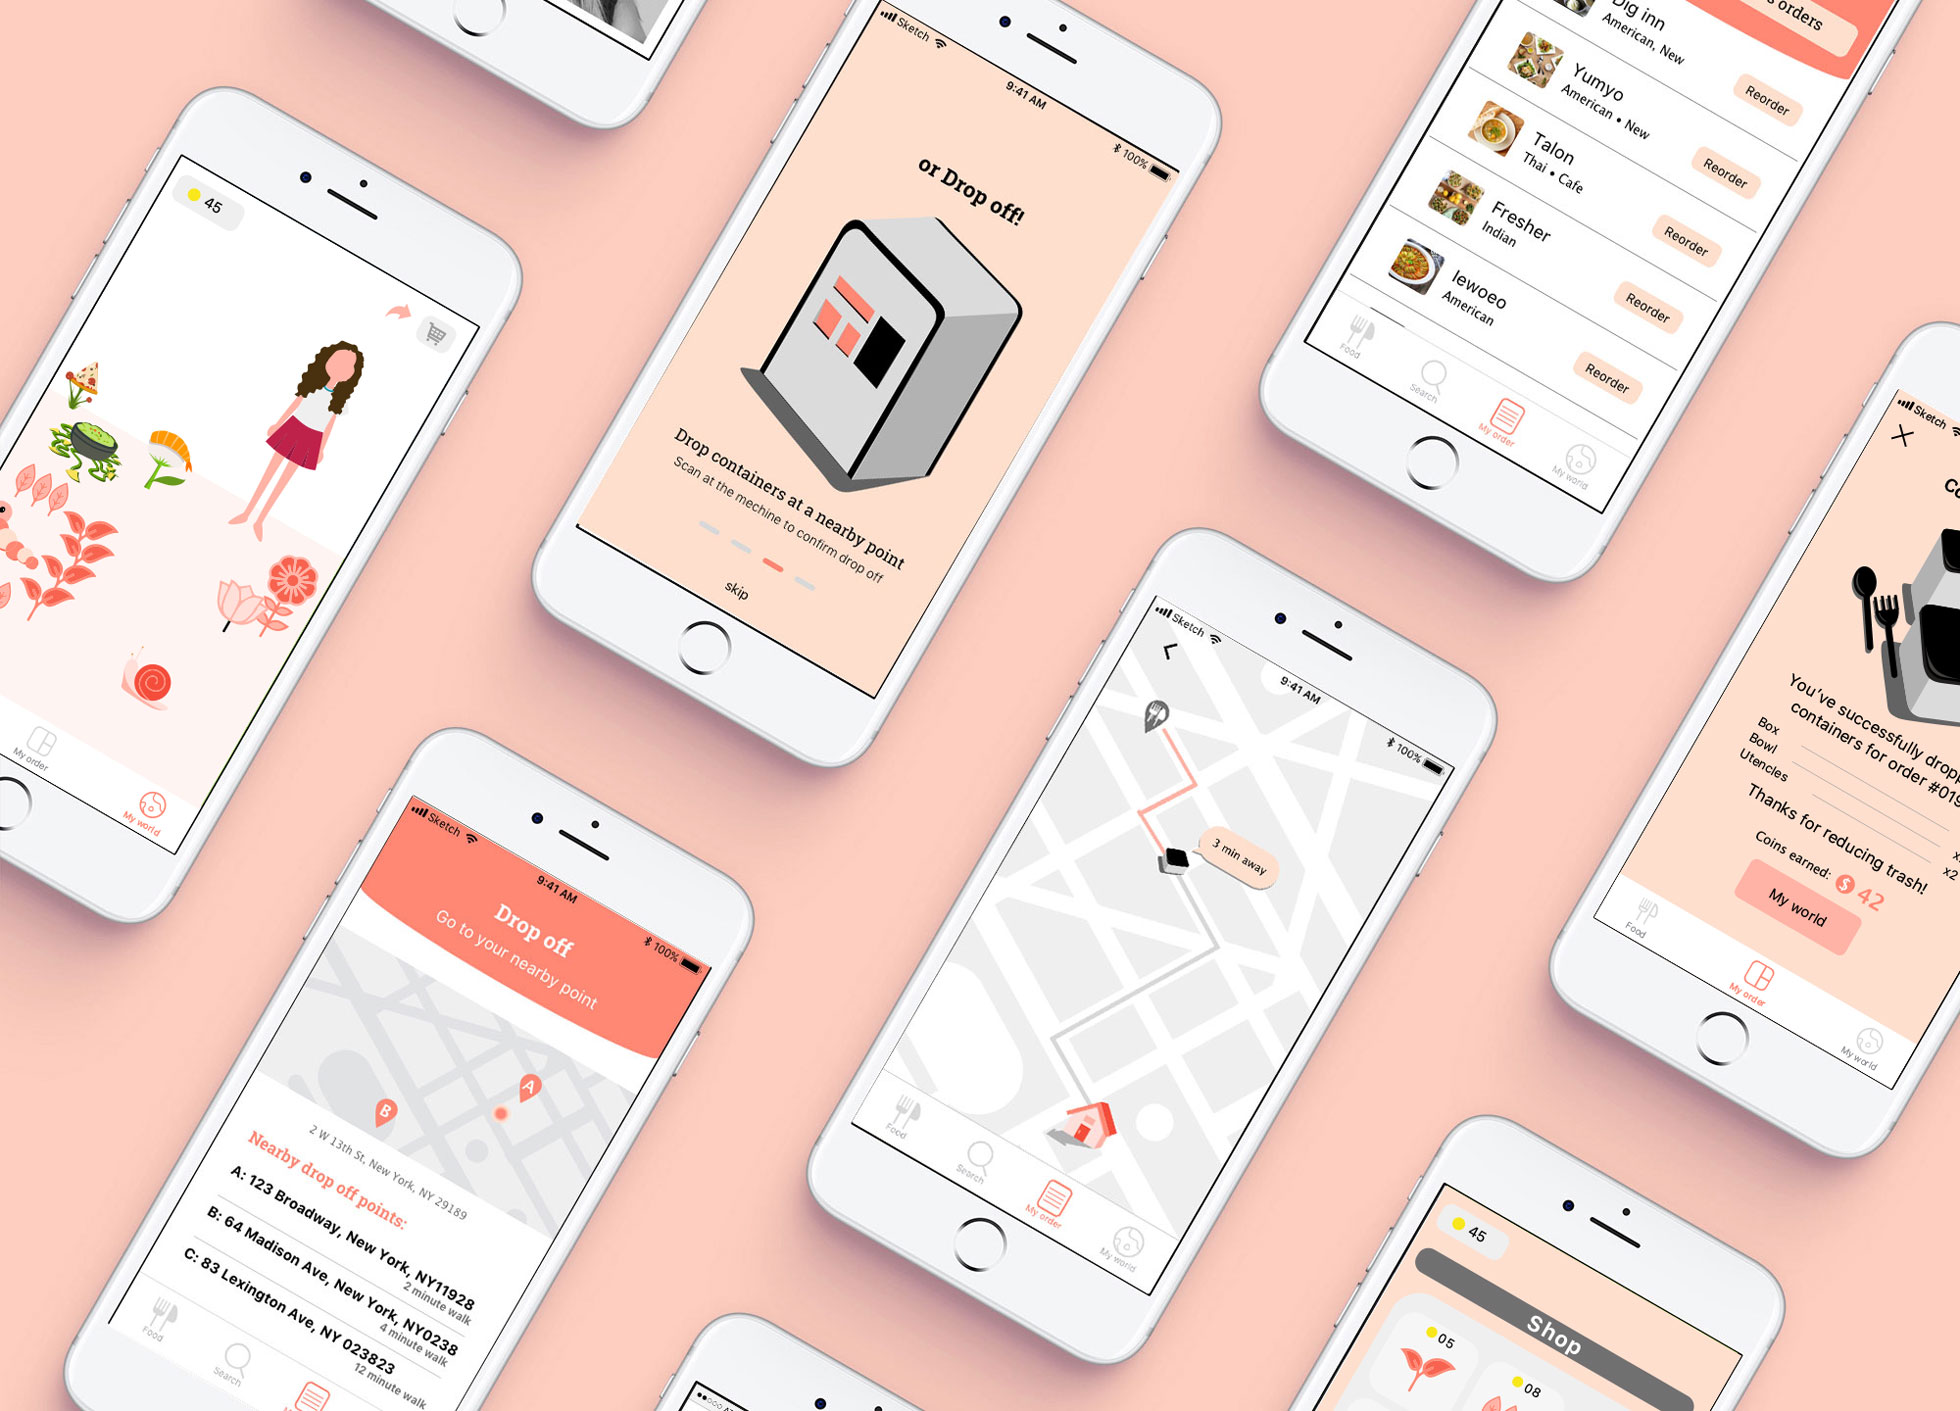 45
My order
My world
Sketch
9:41 AM
100%
or Drop off!
Drop containers at a nearby point
Scan at the mechine to confirm drop off
skip
s orders
Dig inn
American, New
Reorder
Yumyo
American • New
Reorder
Talon
Thai • Cafe
Reorder
Fresher
Indian
Reorder
Iewoeo
American
Reorder
Food
Search
My order
My world
Sketch
9:41 AM
100%
Drop off
Go to your nearby point
A
B
2 W 13th St, New York, NY 29189
Nearby drop off points:
A: 123 Broadway, New York, NY11928
2 minute walk
B: 64 Madison Ave, New York, NY0238
4 minute walk
C: 83 Lexington Ave, NY 023823
12 minute walk
Food
Search
Sketch
9:41 AM
100%
3 min away
Food
Search
My order
My world
Sketch
Co
You've successfully dropp
containers for order #019
Box
Bowl
Utencles
x2
Thanks for reducing trash!
Coins earned: $ 42
My world
Food
My order
My world
45
Shop
05
08